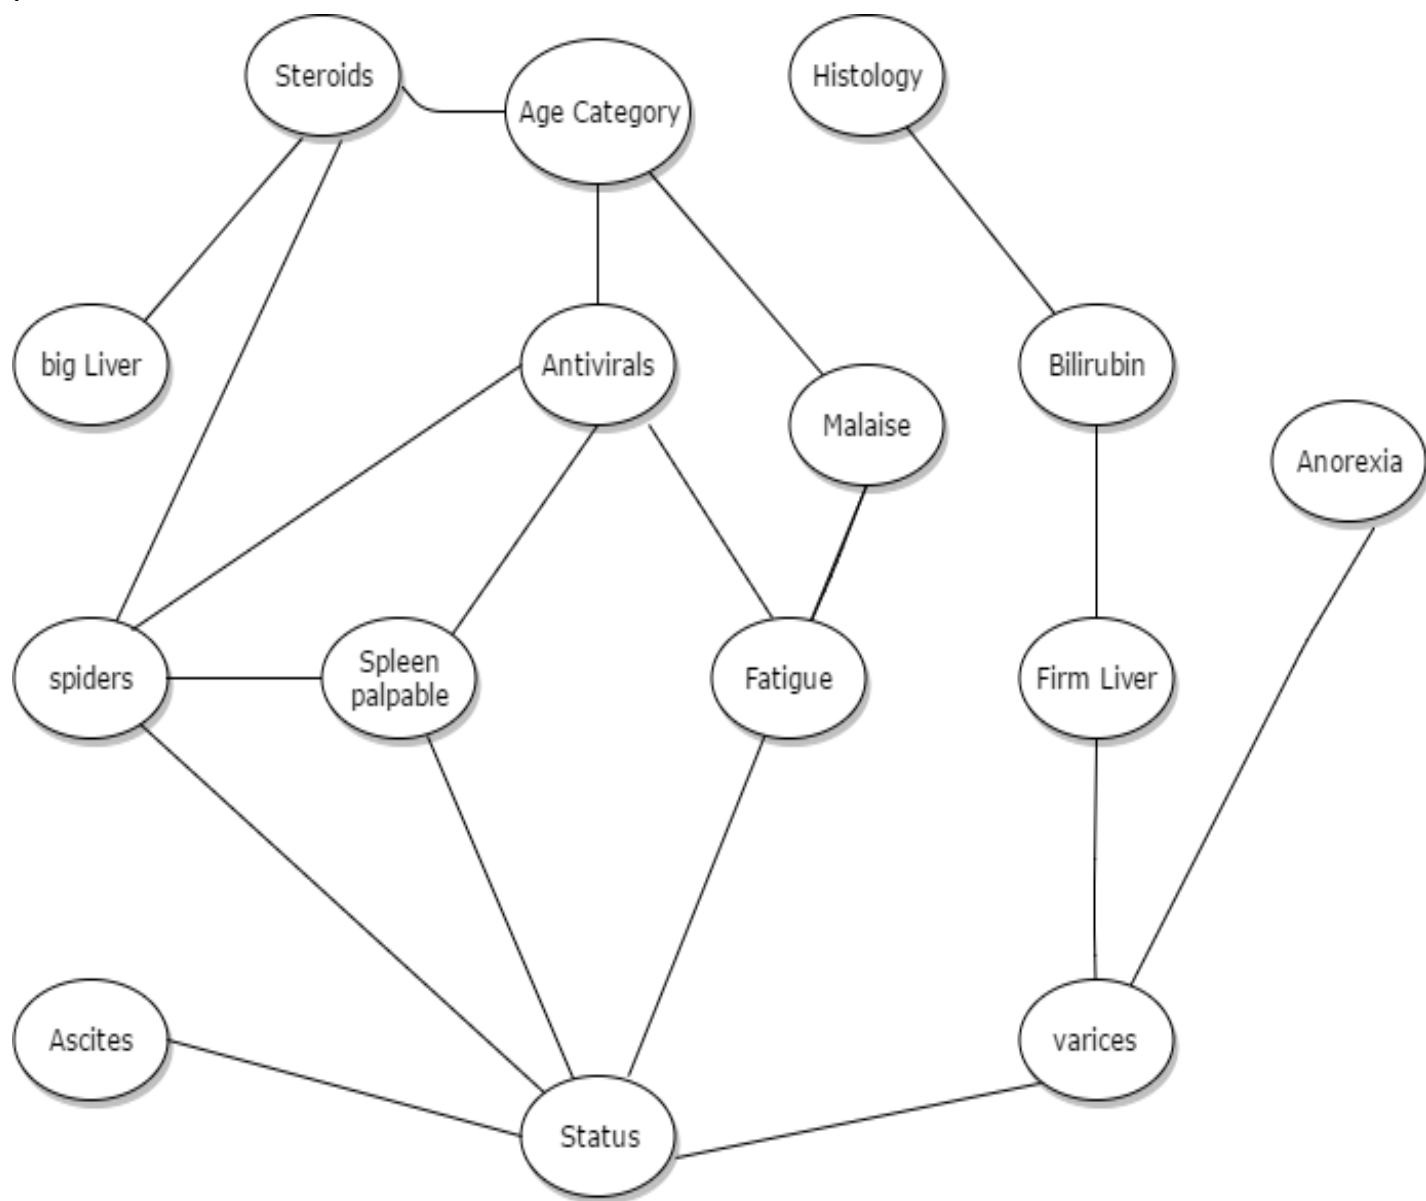 Steroids
Age Category
Histology
big Liver
Antivirals
Malaise
Bilirubin
Anorexia
spiders
Spleen
palpable
Fatigue
Firm Liver
Ascites
varices
Status